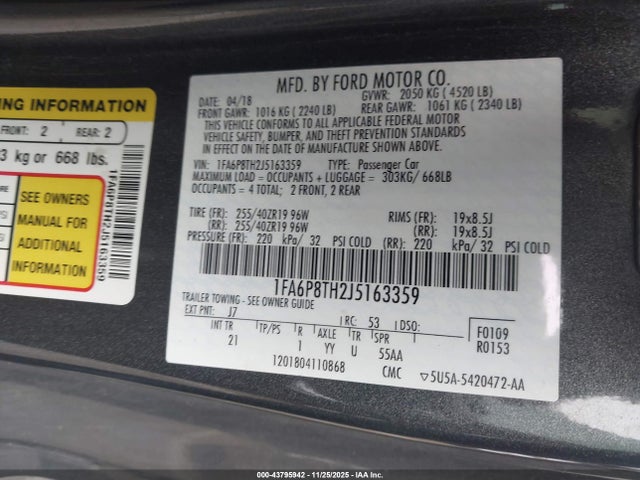 NG INFORMATION
FRONT: 2 REAR: 2
3 kg or 668 lbs.
SEE OWNERS
MANUAL FOR
ADDITIONAL
INFORMATION
1FA6P8TH2J5163359
MFD. BY FORD MOTOR CO.
DATE: 04/18 GVWR: 2050 KG ( 4520 LB)
FRONT GAWR: 1016 KG ( 2240 LB) REAR GAWR: 1061 KG ( 2340 LB)
THIS VEHICLE CONFORMS TO ALL APPLICABLE FEDERAL MOTOR
VEHICLE SAFETY, BUMPER, AND THEFT PREVENTION STANDARDS
IN EFFECT ON THE DATE OF MANUFACTURE SHOWN ABOVE.
VIN: 1FA6P8TH2J5163359 TYPE: Passenger Car
MAXIMUM LOAD = OCCUPANTS + LUGGAGE = 303KG/ 668LB
OCCUPANTS = 4 TOTAL; 2 FRONT, 2 REAR
TIRE (FR): 255/40ZR19 96W RIMS (FR): 19x8.5J
(RR): 255/40ZR19 96W (RR): 19x8.5J
PRESSURE (FR): 220 kPa/ 32 PSI COLD (RR): 220 kPa/ 32 PSI COLD
1FA6P8TH2J5163359
TRAILER TOWING - SEE OWNER GUIDE
EXT PNT: J7 RC: 53 DSO: F0109
INT TR TP/PS R AXLE TR SPR R0153
21 1 YY U 55AA
1201804110868 CMC ▽5U5A-5420472-AA
000-43795942 - 11/25/2025 - IAA Inc.